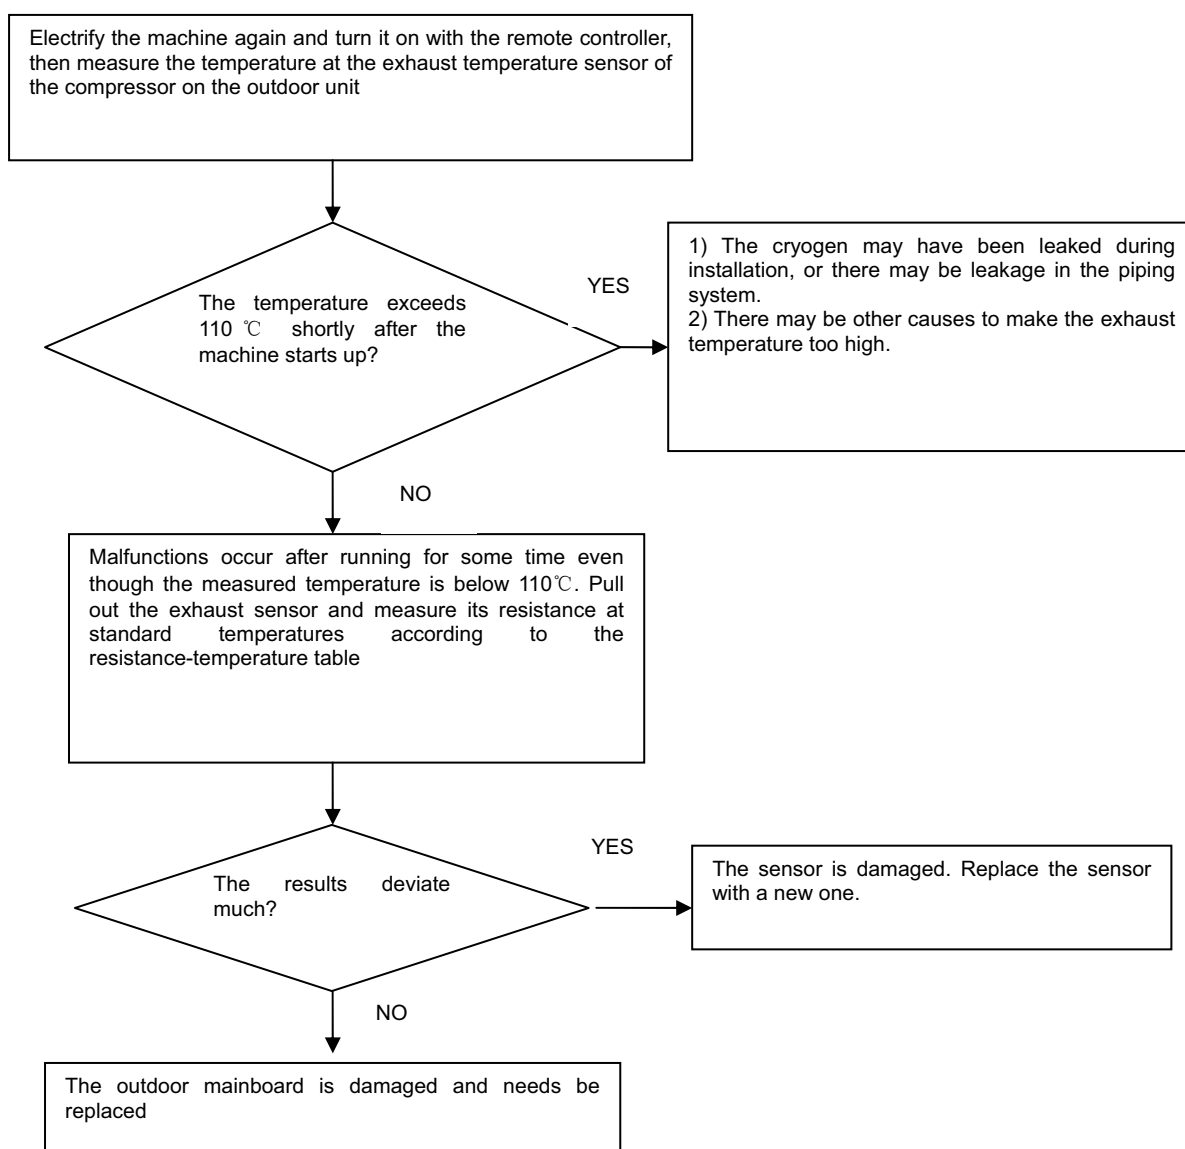 Electrify the machine again and turn it on with the remote controller,
then measure the temperature at the exhaust temperature sensor of
the compressor on the outdoor unit
The temperature exceeds
110 ℃ shortly after the
machine starts up?
YES
1) The cryogen may have been leaked during
installation, or there may be leakage in the piping
system.
2) There may be other causes to make the exhaust
temperature too high.
NO
Malfunctions occur after running for some time even
though the measured temperature is below 110℃. Pull
out the exhaust sensor and measure its resistance at
standard temperatures according to the
resistance-temperature table
The results deviate
much?
YES
The sensor is damaged. Replace the sensor
with a new one.
NO
The outdoor mainboard is damaged and needs be
replaced